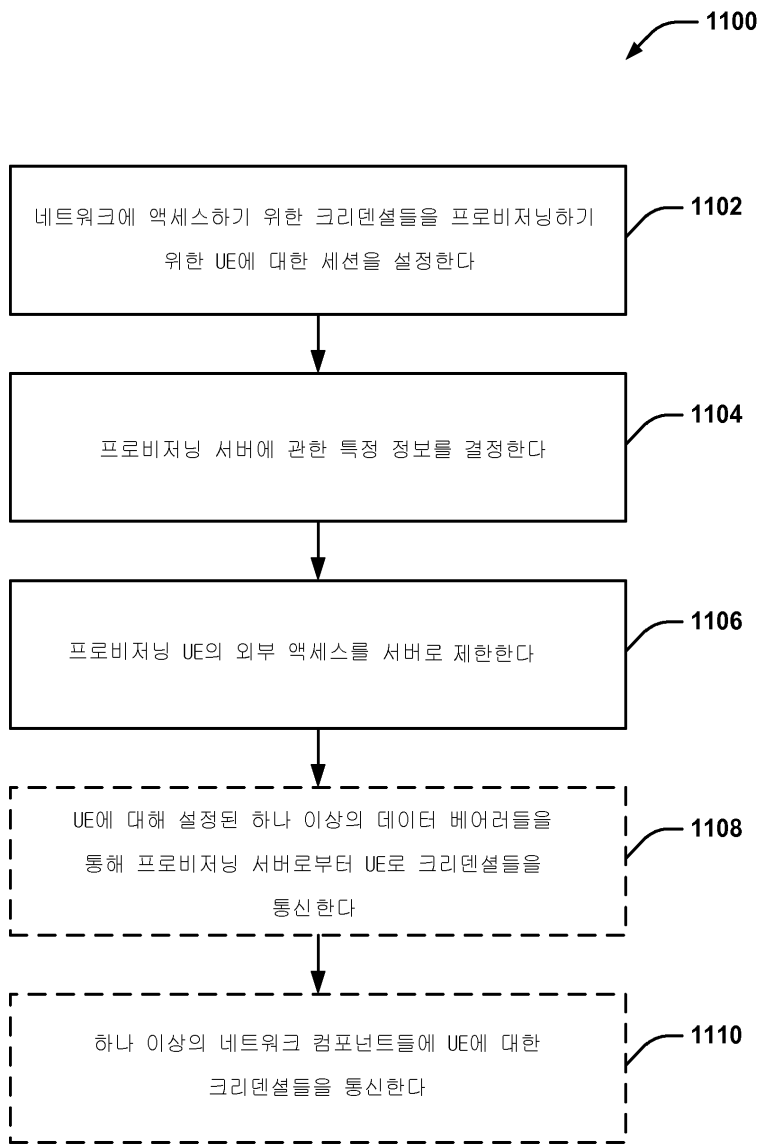 1100
네트워크에 액세스하기 위한 크리덴셜들을 프로비저닝하기
위한 UE에 대한 세션을 설정한다
1102
프로비저닝 서버에 관한 특정 정보를 결정한다
1104
프로비저닝 UE의 외부 액세스를 서버로 제한한다
1106
UE에 대해 설정된 하나 이상의 데이터 베어러들을
통해 프로비저닝 서버로부터 UE로 크리덴셜들을
통신한다
1108
하나 이상의 네트워크 컴포넌트들에 UE에 대한
크리덴셜들을 통신한다
1110